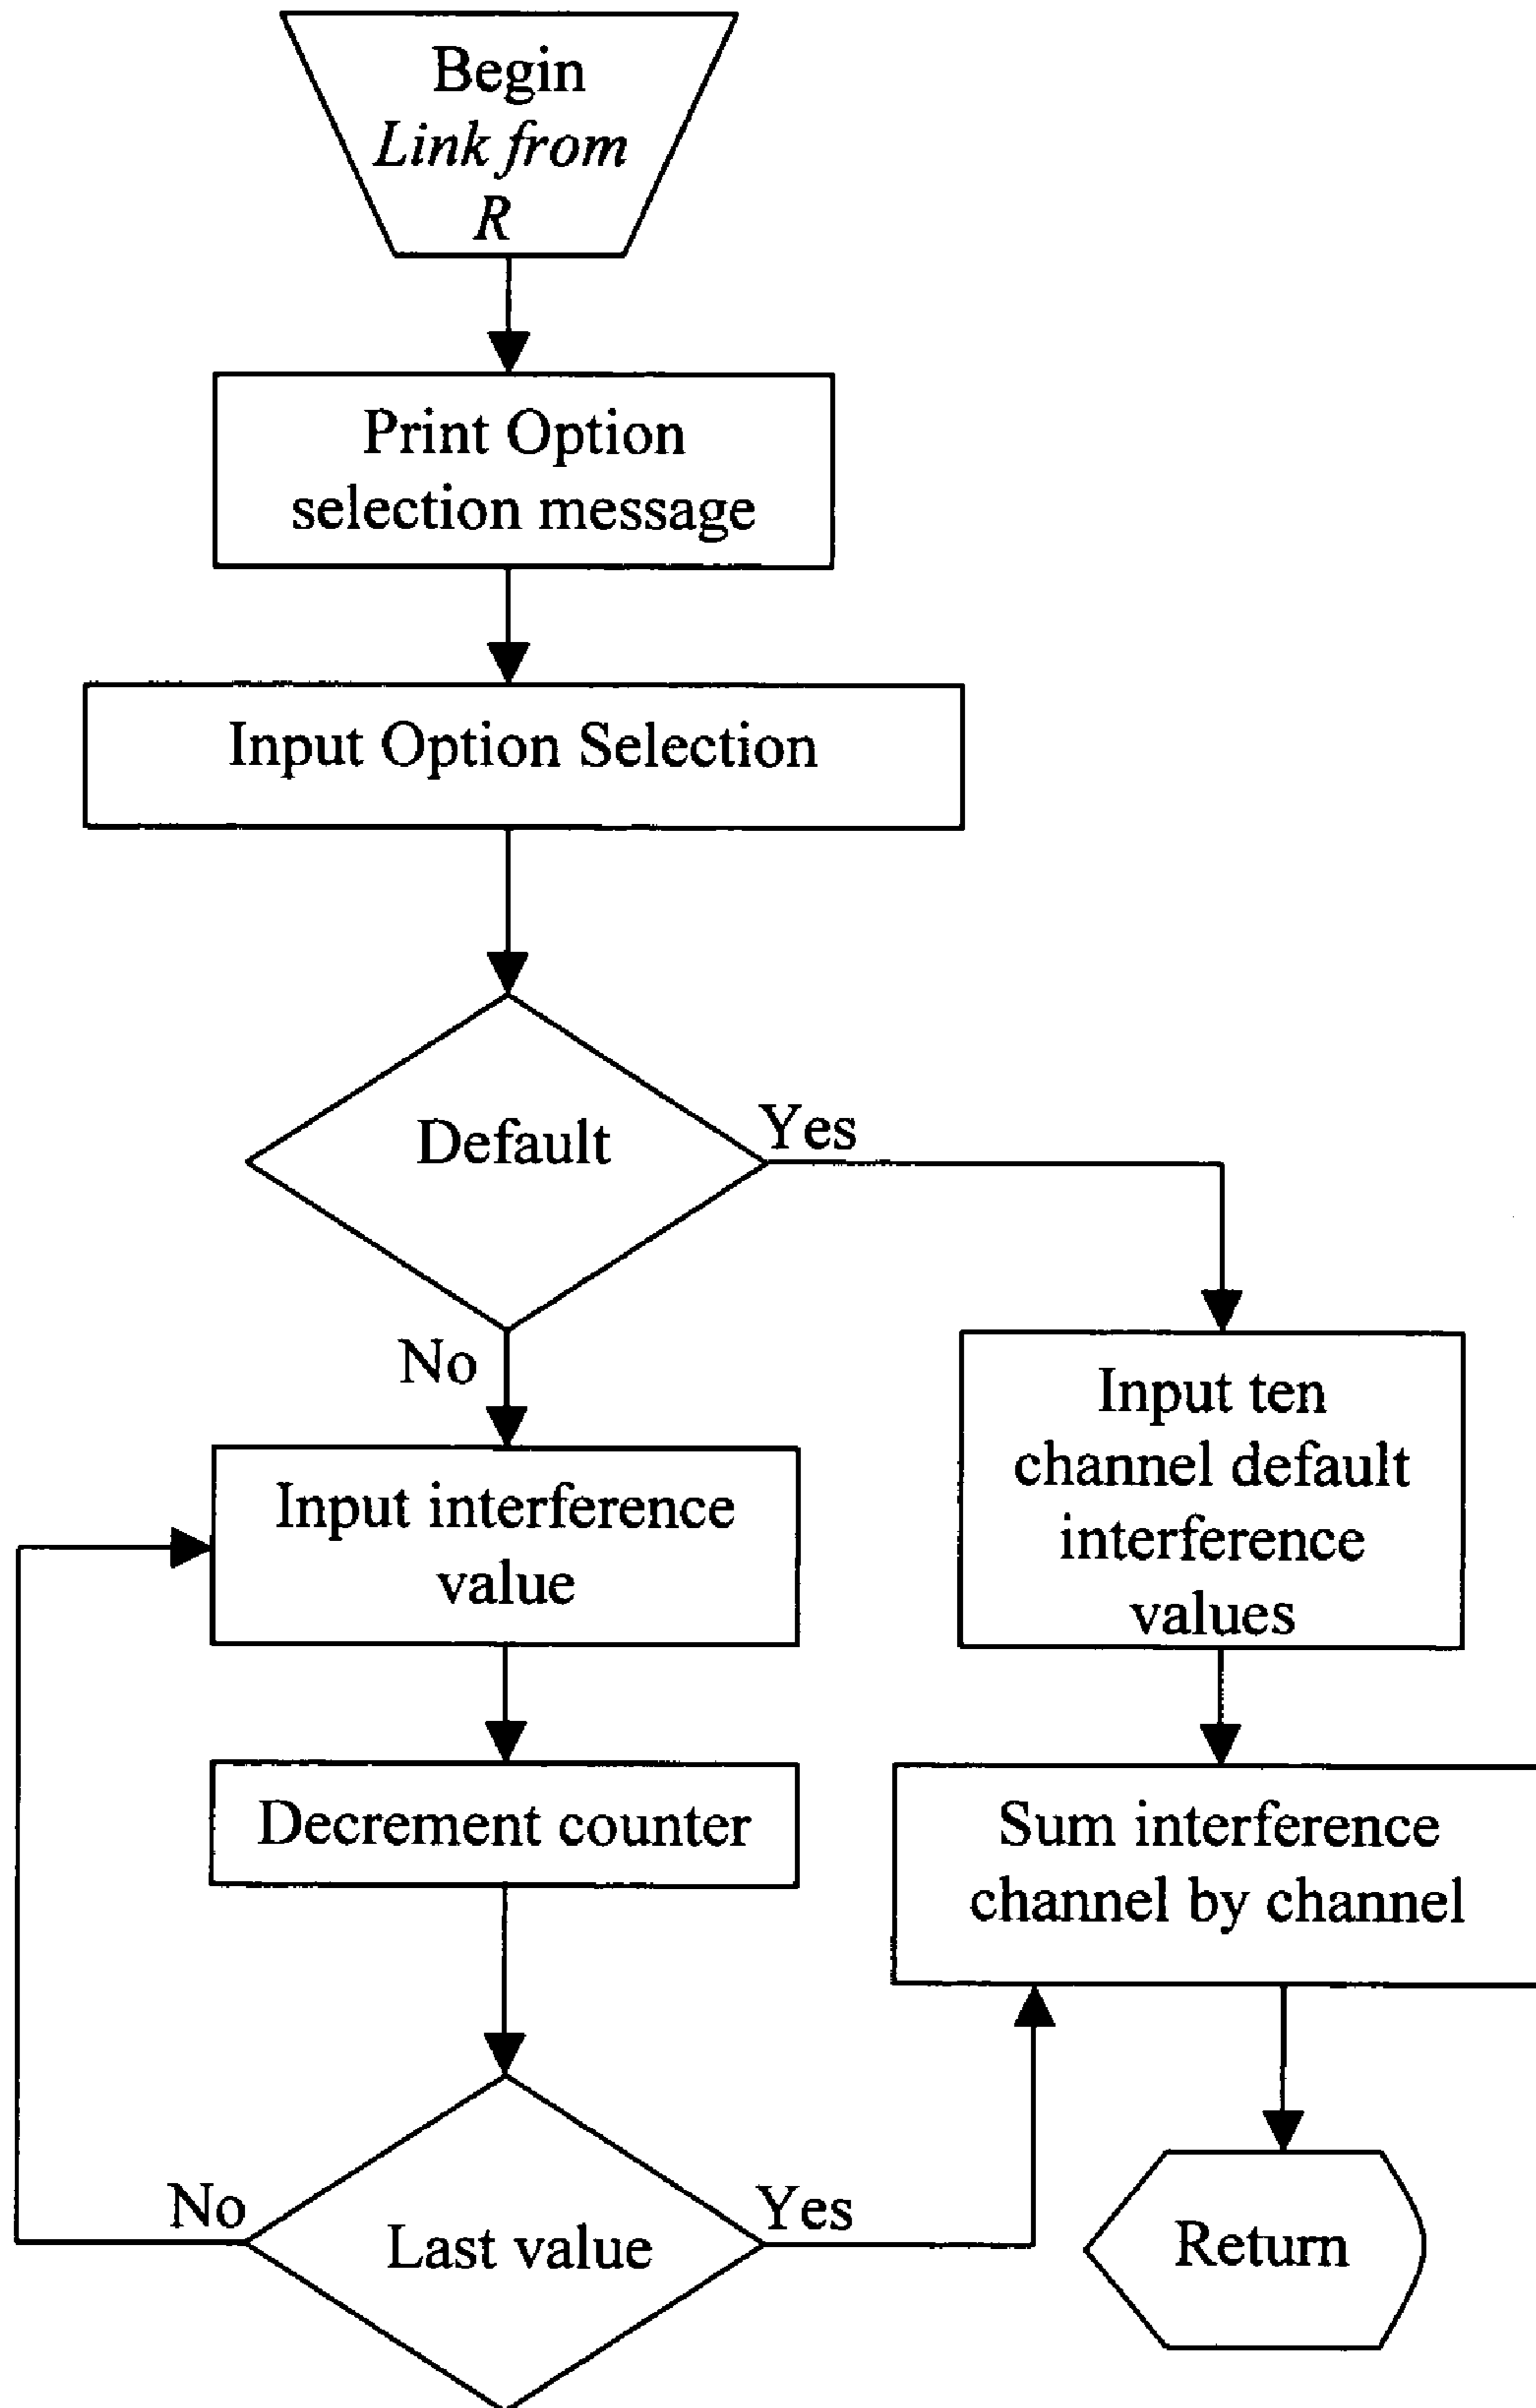 Begin
Link from
R
Print Option
selection message
Input Option Selection
Default
Yes
No
Input ten
channel default
interference
values
Input interference
value
Decrement counter
Sum interference
channel by channel
No
Last value
Yes
Return